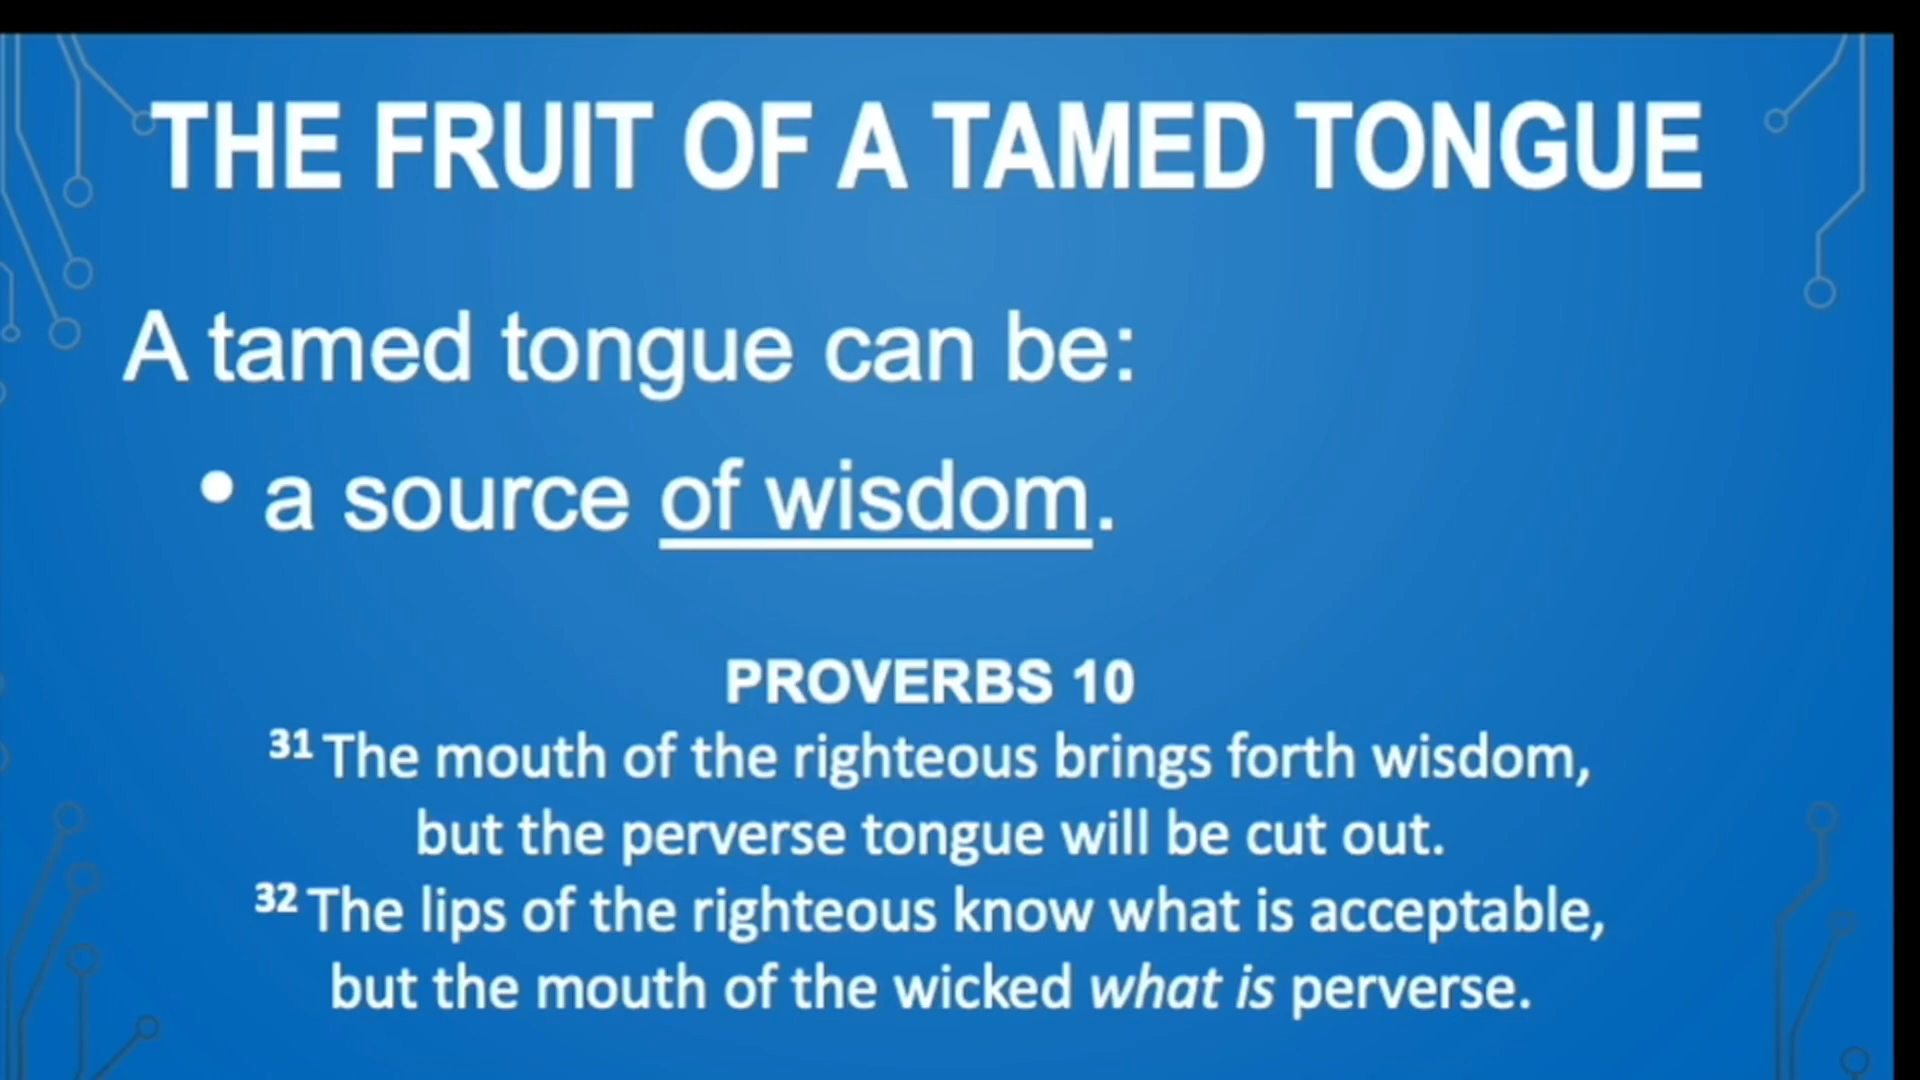 THE FRUIT OF A TAMED TONGUE
A tamed tongue can be:
• a source of wisdom.
PROVERBS 10
31 The mouth of the righteous brings forth wisdom,
but the perverse tongue will be cut out.
32 The lips of the righteous know what is acceptable,
but the mouth of the wicked what is perverse.